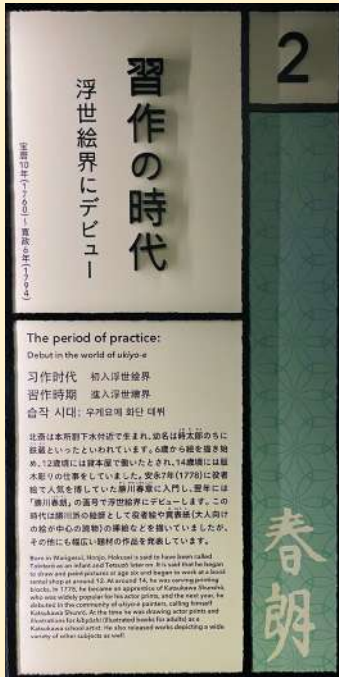 2
習作の時代
浮世絵界にデビュー
宝暦10年(1760)~寛政6年(1794)
The period of practice:
Debut in the world of ukiyo-e
习作时代 初入浮世绘界
習作時期 進入浮世繪界
습작 시대: 우키요에 화단 데뷔
北斎は本所割下水付近で生まれ、幼名は時太郎のちに
鉄蔵といったといわれています。6歳から絵を描き始
め、12歳頃には貸本屋で働いたとされ、14歳頃には版
木彫りの仕事をしていました。安永7年(1778)に役者
絵で人気を博していた勝川春章に入門し、翌年には
「勝川春朗」の画号で浮世絵界にデビューします。この
時代は勝川派の絵師として役者絵や黄表紙(大人向け
の絵が中心の読物)の挿絵などを描いていましたが、
その他にも幅広い題材の作品を発表しています。
Born in Warigesui, Honjo, Hokusai is said to have been called
Tokitarō as an infant and Tetsuzō later on. It is said that he began
to draw and paint pictures at age six and began to work at a book
rental shop at around 12. At around 14, he was carving printing
blocks. In 1778, he became an apprentice of Katsukawa Shunshō,
who was widely popular for his actor prints, and the next year, he
debuted in the community of ukiyo-e painters, calling himself
Katsukawa Shunrō. At the time he was drawing actor prints and
illustrations for kibyōshi (illustrated books for adults) as a
Katsukawa school artist. He also released works depicting a wide
variety of other subjects as well.
春朗